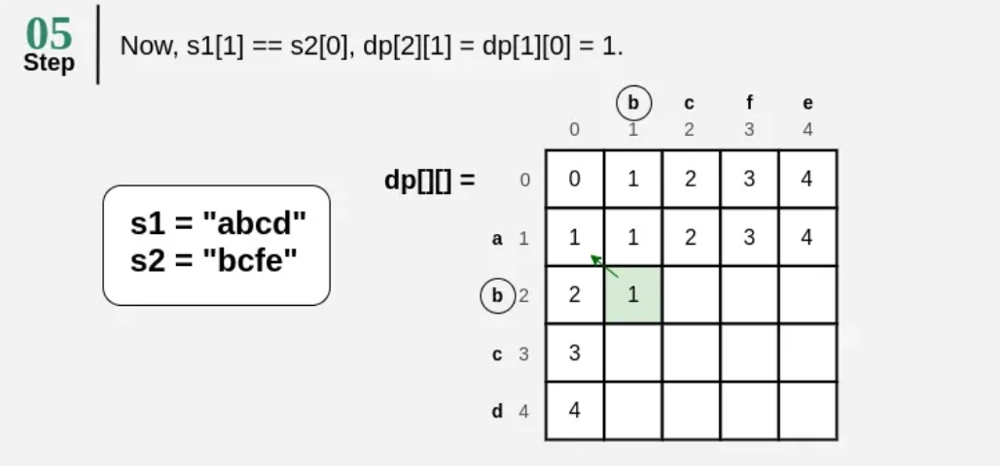 05
Step
Now, s1[1] == s2[0], dp[2][1] = dp[1][0] = 1.
b c f e
0 1 2 3 4
dp[][] = 0 0 1 2 3 4
a 1 1 1 2 3 4
b 2 2 1
c 3 3
d 4 4
s1 = "abcd"
s2 = "bcfe"